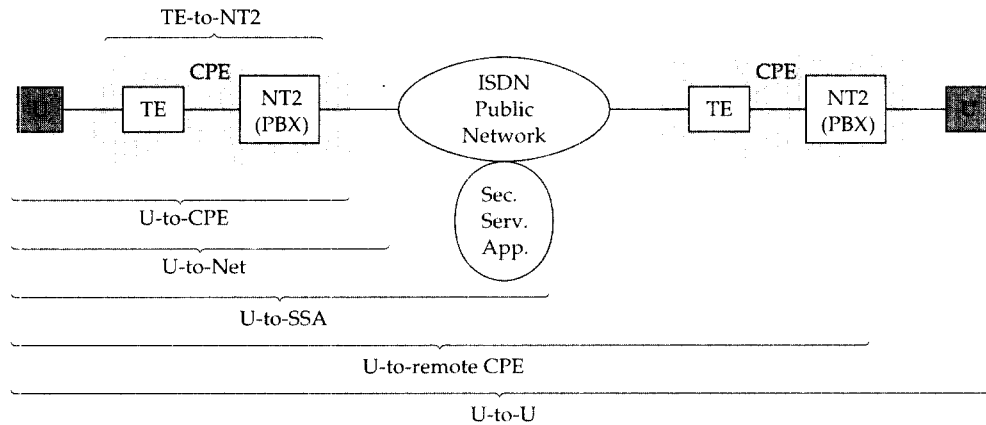 TE-to-NT2
CPE
CPE
U
TE
NT2
(PBX)
ISDN
Public
Network
TE
NT2
(PBX)
U
Sec.
Serv.
App.
U-to-CPE
U-to-Net
U-to-SSA
U-to-remote CPE
U-to-U